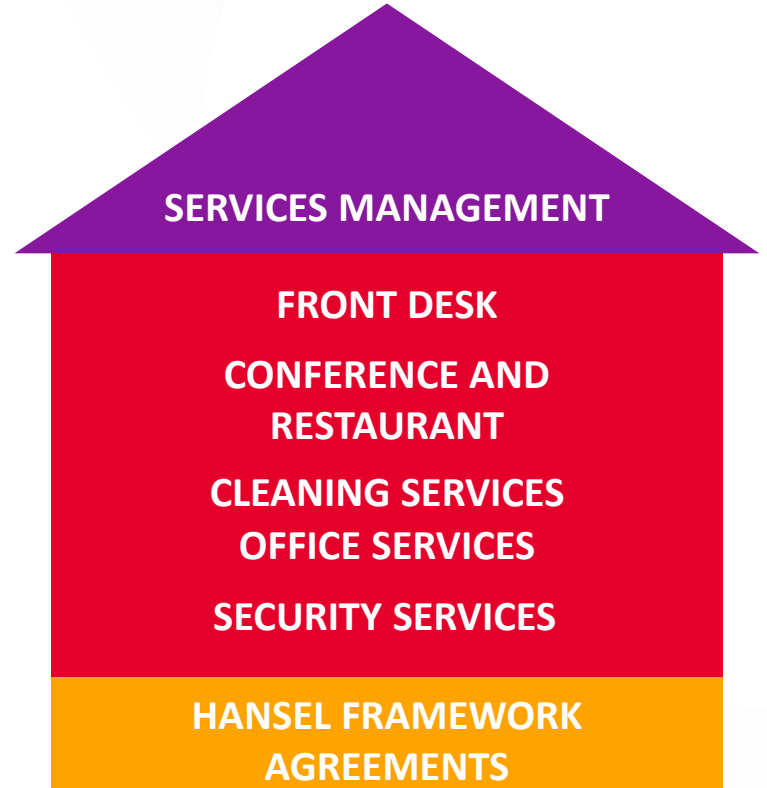 SERVICES MANAGEMENT
FRONT DESK
CONFERENCE AND
RESTAURANT
CLEANING SERVICES
OFFICE SERVICES
SECURITY SERVICES
HANSEL FRAMEWORK
AGREEMENTS